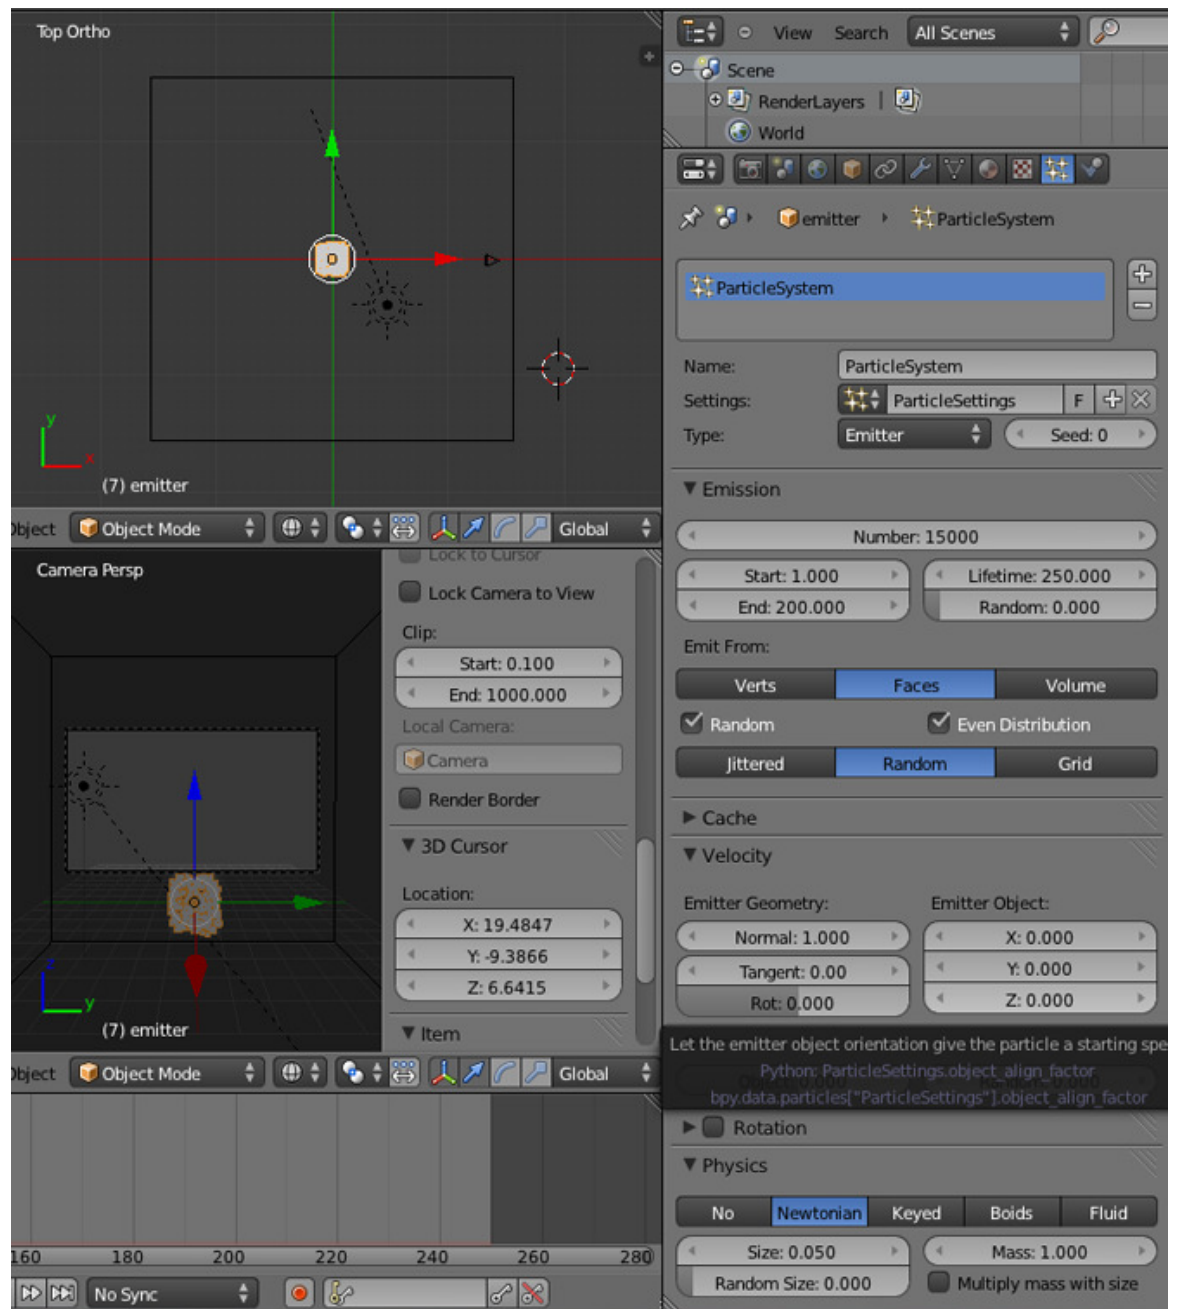 Top Ortho
(7) emitter
Object Mode
Global
Camera Persp
(7) emitter
Lock to Cursor
Lock Camera to View
Clip:
Start: 0.100
End: 1000.000
Local Camera:
Camera
Render Border
3D Cursor
Location:
X: 19.4847
Y: -9.3866
Z: 6.6415
Item
Object Mode
Global
160 180 200 220 240 260 280
No Sync
View Search All Scenes
Scene
RenderLayers |
World
emitter ParticleSystem
ParticleSystem
Name: ParticleSystem
Settings: ParticleSettings F
Type: Emitter Seed: 0
Emission
Number: 15000
Start: 1.000 Lifetime: 250.000
End: 200.000 Random: 0.000
Emit From:
Verts Faces Volume
Random Even Distribution
Jittered Random Grid
Cache
Velocity
Emitter Geometry: Emitter Object:
Normal: 1.000 X: 0.000
Tangent: 0.00 Y: 0.000
Rot: 0.000 Z: 0.000
Let the emitter object orientation give the particle a starting spe
Python: ParticleSettings.object_align_factor
bpy.data.particles["ParticleSettings"].object_align_factor
Rotation
Physics
No Newtonian Keyed Boids Fluid
Size: 0.050 Mass: 1.000
Random Size: 0.000 Multiply mass with size